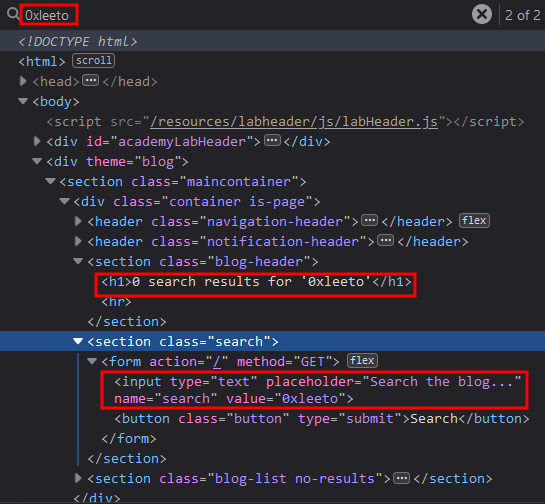 0xleeto
2 of 2
<!DOCTYPE html>
<html> scroll
<head> ••• </head>
<body>
<script src="/resources/labheader/js/labHeader.js"></script>
<div id="academyLabHeader"> ••• </div>
<div theme="blog">
<section class="maincontainer">
<div class="container is-page">
<header class="navigation-header"> ••• </header> flex
<header class="notification-header"> ••• </header>
<section class="blog-header">
<h1>0 search results for '0xleeto'</h1>
<hr>
</section>
<section class="search">
<form action="/" method="GET"> flex
<input type="text" placeholder="Search the blog..."
name="search" value="0xleeto">
<button class="button" type="submit">Search</button>
</form>
</section>
<section class="blog-list no-results"> ••• </section>
</div>